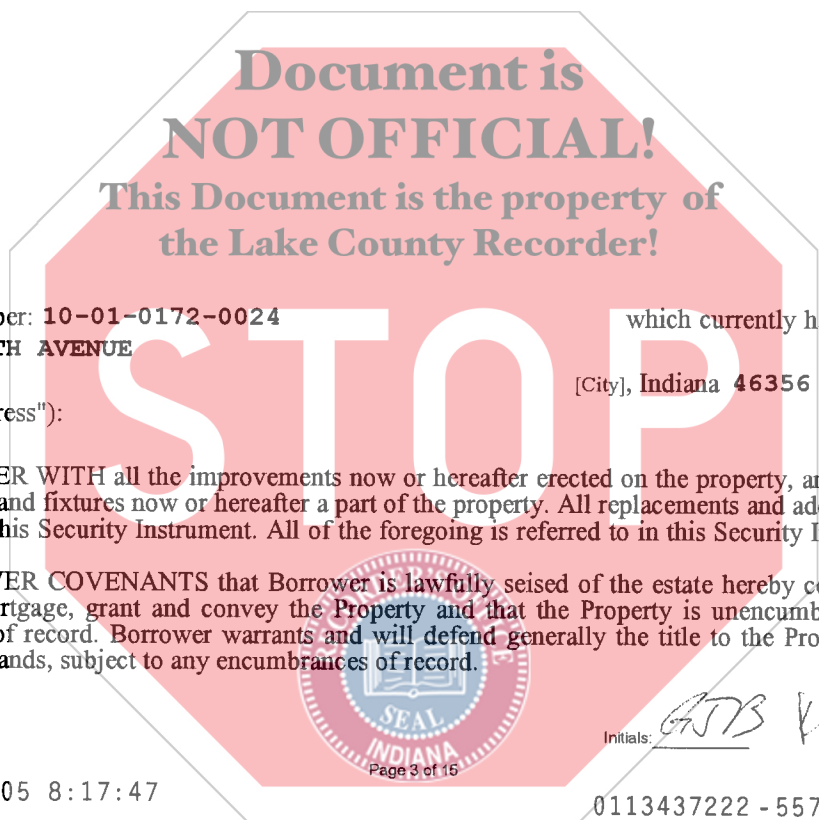 Document is
NOT OFFICIAL!
This Document is the property of
the Lake County Recorder!
ber: 10-01-0172-0024 which currently h
TH AVENUE
[City], Indiana 46356
ress"):
STOP
ER WITH all the improvements now or hereafter erected on the property, an
and fixtures now or hereafter a part of the property. All replacements and ad
his Security Instrument. All of the foregoing is referred to in this Security I
ER COVENANTS that Borrower is lawfully seised of the estate hereby co
rtgage, grant and convey the Property and that the Property is unencumb
of record. Borrower warrants and will defend generally the title to the Pro
ands, subject to any encumbrances of record.
RECORDER'S OFFICE
SEAL
INDIANA
Initials: GJB
Page 3 of 15
05 8:17:47
0113437222 - 557